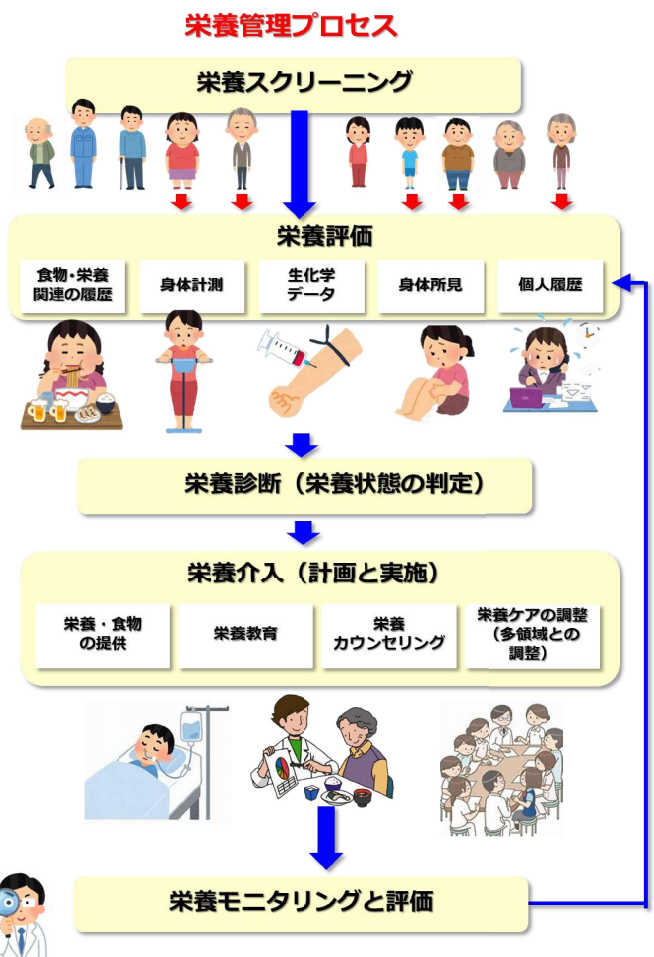 栄養管理プロセス
栄養スクリーニング
栄養評価
食物・栄養
関連の履歴
身体計測
生化学
データ
身体所見
個人履歴
栄養診断（栄養状態の判定）
栄養介入（計画と実施）
栄養・食物
の提供
栄養教育
栄養
カウンセリング
栄養ケアの調整
（多領域との
調整）
栄養モニタリングと評価